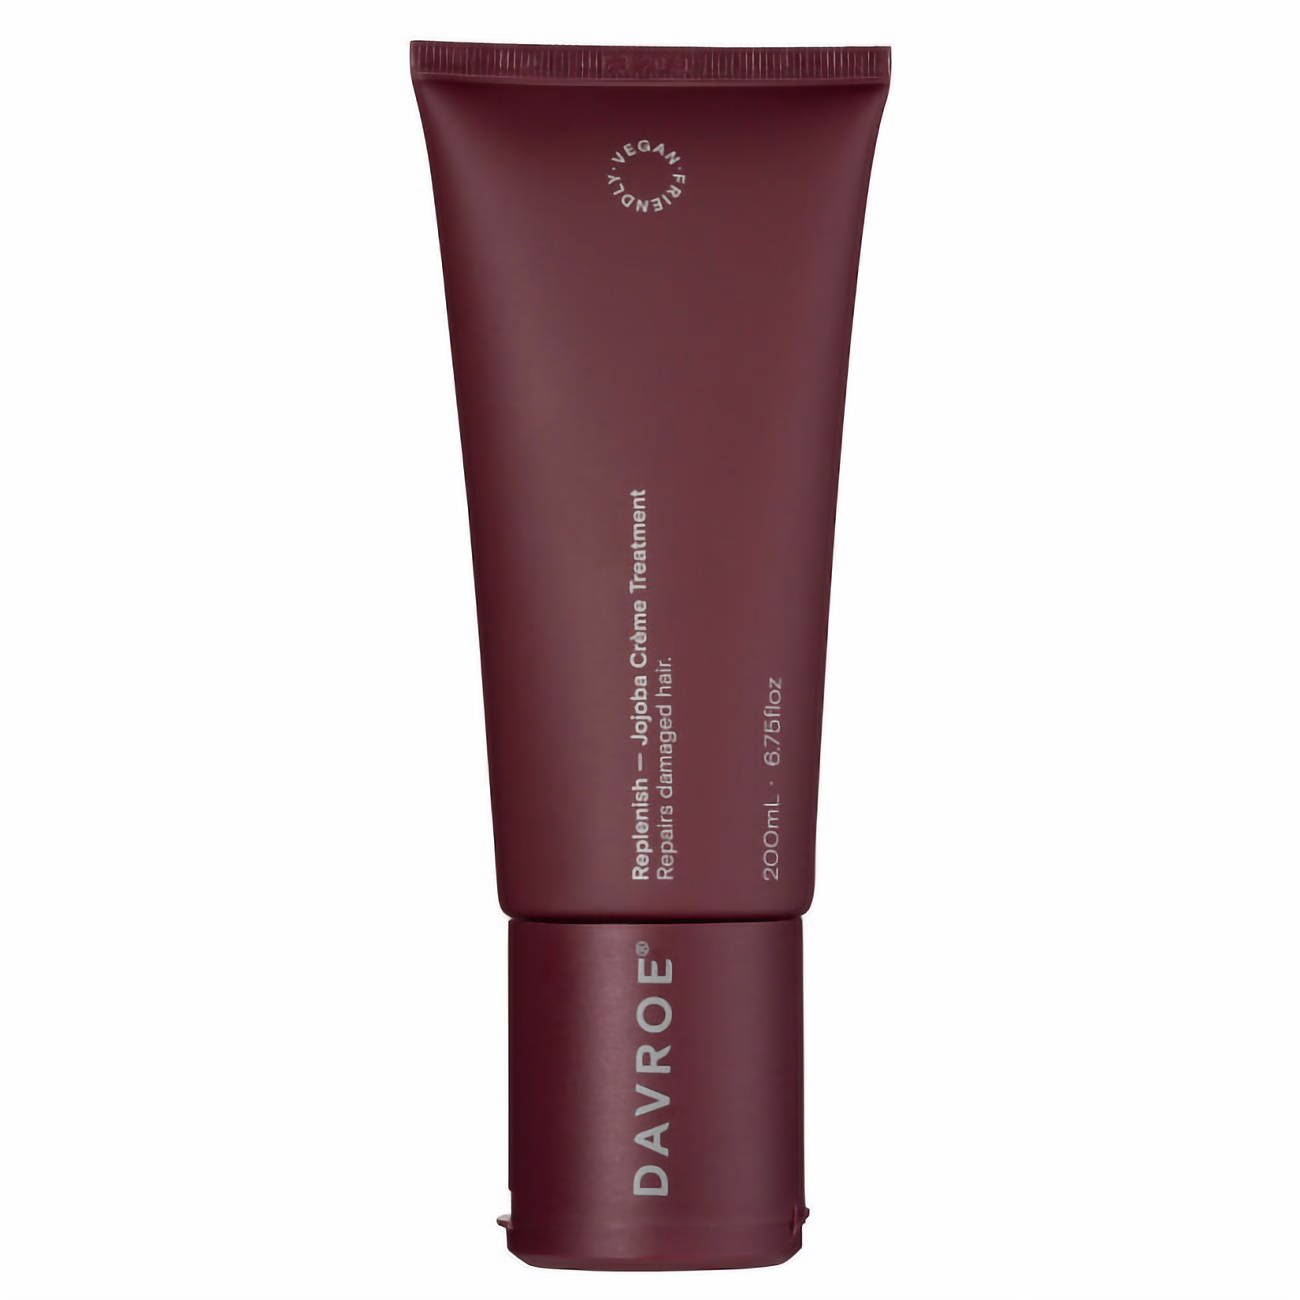 ·VEGAN·FRIENDLY
Replenish — Jojoba Crème Treatment
Repairs damaged hair.
200mL · 6.75floz
DAVROE®